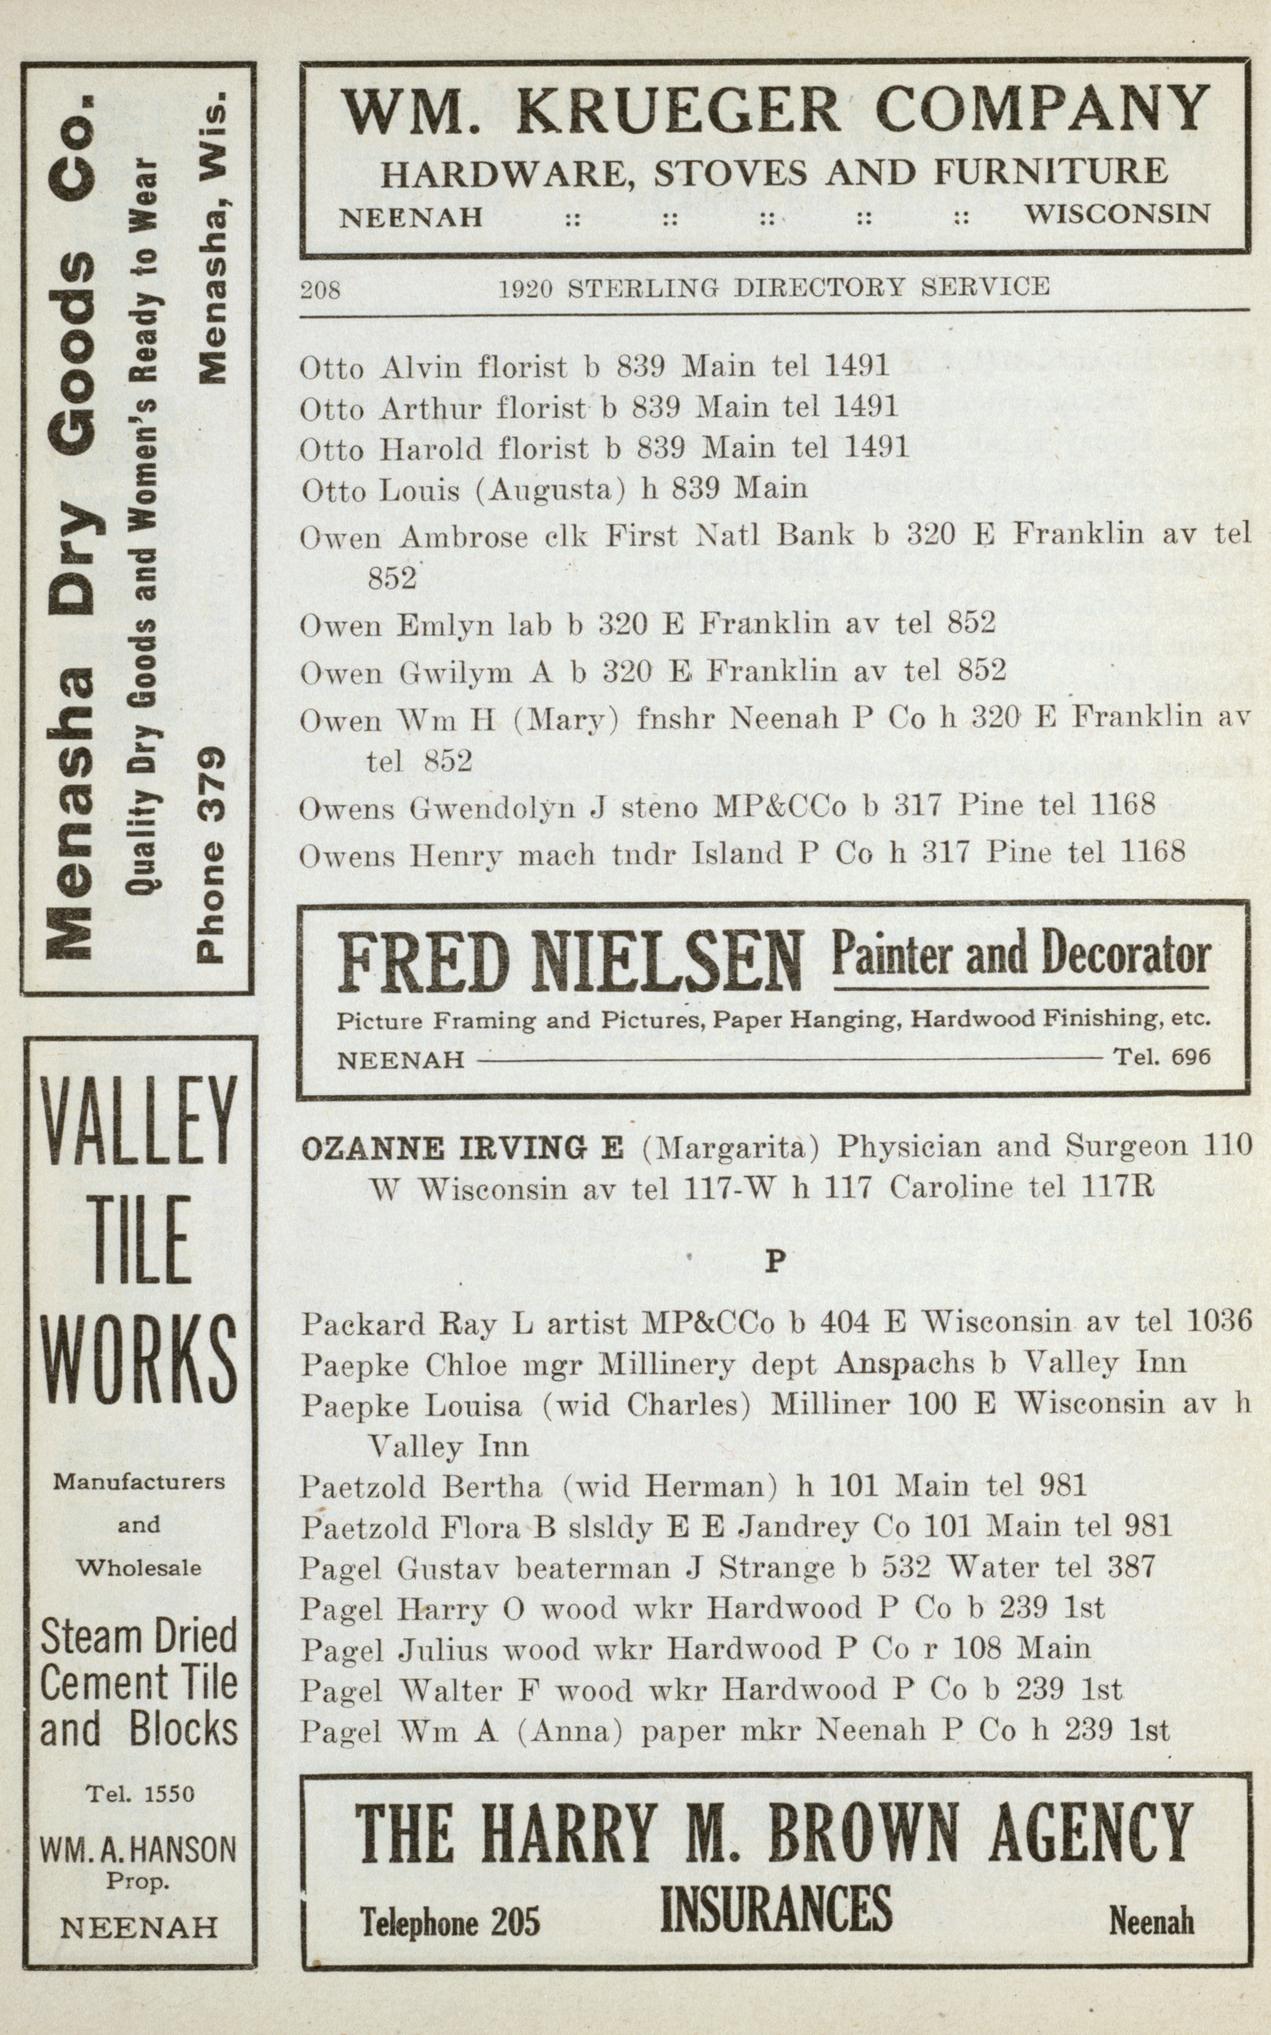 WM. KRUEGER COMPANY
HARDWARE, STOVES AND FURNITURE
NEENAH :: :: :: :: :: WISCONSIN
208 1920 STERLING DIRECTORY SERVICE
Otto Alvin florist b 839 Main tel 1491
Otto Arthur florist b 839 Main tel 1491
Otto Harold florist b 839 Main tel 1491
Otto Louis (Augusta) h 839 Main
Owen Ambrose clk First Natl Bank b 320 E Franklin av tel
852
Owen Emlyn lab b 320 E Franklin av tel 852
Owen Gwilym A b 320 E Franklin av tel 852
Owen Wm H (Mary) fnshr Neenah P Co h 320 E Franklin av
tel 852
Owens Gwendolyn J steno MP&CCo b 317 Pine tel 1168
Owens Henry mach tndr Island P Co h 317 Pine tel 1168
FRED NIELSEN Painter and Decorator
Picture Framing and Pictures, Paper Hanging, Hardwood Finishing, etc.
NEENAH Tel. 696
OZANNE IRVING E (Margarita) Physician and Surgeon 110
W Wisconsin av tel 117-W h 117 Caroline tel 117R
P
Packard Ray L artist MP&CCo b 404 E Wisconsin av tel 1036
Paepke Chloe mgr Millinery dept Anspachs b Valley Inn
Paepke Louisa (wid Charles) Milliner 100 E Wisconsin av h
Valley Inn
Paetzold Bertha (wid Herman) h 101 Main tel 981
Paetzold Flora B slsldy E E Jandrey Co 101 Main tel 981
Pagel Gustav beaterman J Strange b 532 Water tel 387
Pagel Harry O wood wkr Hardwood P Co b 239 1st
Pagel Julius wood wkr Hardwood P Co r 108 Main
Pagel Walter F wood wkr Hardwood P Co b 239 1st
Pagel Wm A (Anna) paper mkr Neenah P Co h 239 1st
THE HARRY M. BROWN AGENCY
INSURANCES
Telephone 205 Neenah
Menasha Dry Goods Co.
Quality Dry Goods and Women's Ready to Wear
Phone 379 Menasha, Wis.
VALLEY
TILE
WORKS
Manufacturers
and
Wholesale
Steam Dried
Cement Tile
and Blocks
Tel. 1550
WM. A. HANSON
Prop.
NEENAH